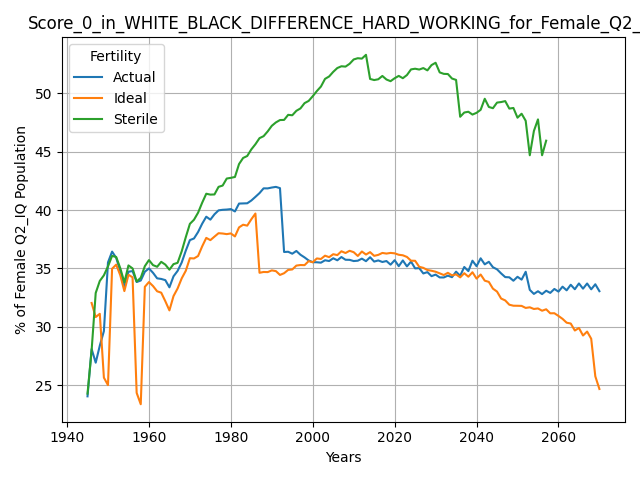 Score_0_in_WHITE_BLACK_DIFFERENCE_HARD_WORKING_for_Female_Q2_
Fertility
Actual
Ideal
Sterile
% of Female Q2_IQ Population
50
45
40
35
30
25
1940
1960
1980
2000
2020
2040
2060
Years